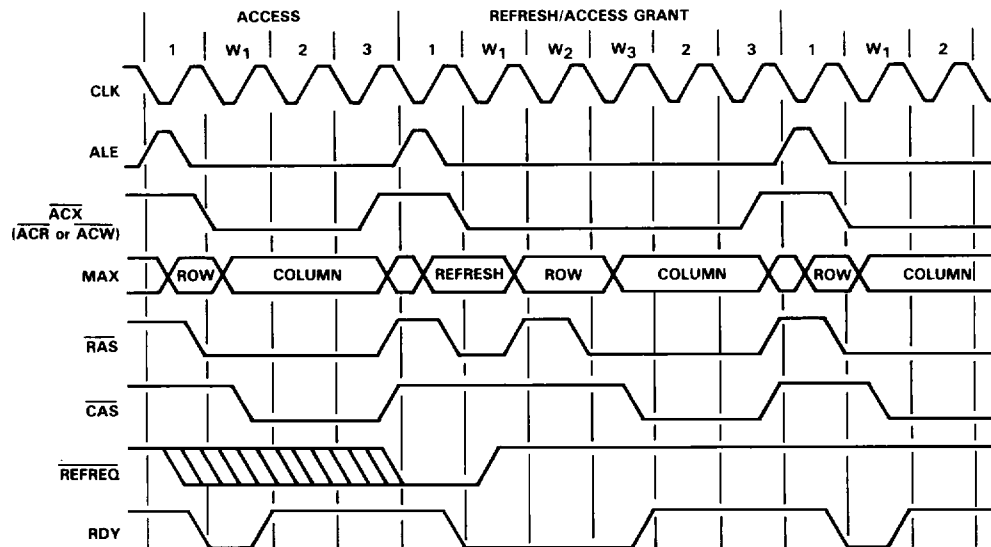 ACCESS REFRESH/ACCESS GRANT
1 W1 2 3 1 W1 W2 W3 2 3 1 W1 2
CLK
ALE
ACX
(ACR or ACW)
MAX ROW COLUMN REFRESH ROW COLUMN ROW COLUMN
RAS
CAS
REFREQ
RDY